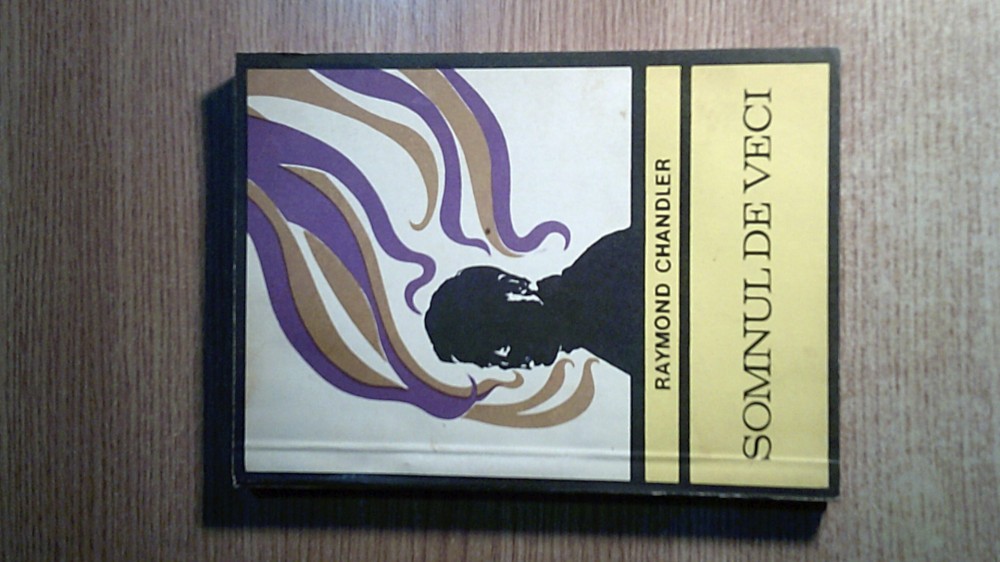 RAYMOND CHANDLER
SOMNUL DE VECI